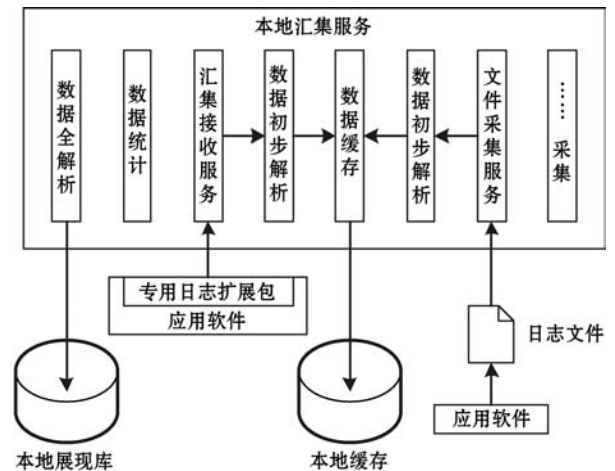 本地汇集服务
数据全解析
数据统计
汇集接收服务
数据初步解析
数据缓存
数据初步解析
文件采集服务
……采集
专用日志扩展包
应用软件
日志文件
应用软件
本地展现库
本地缓存